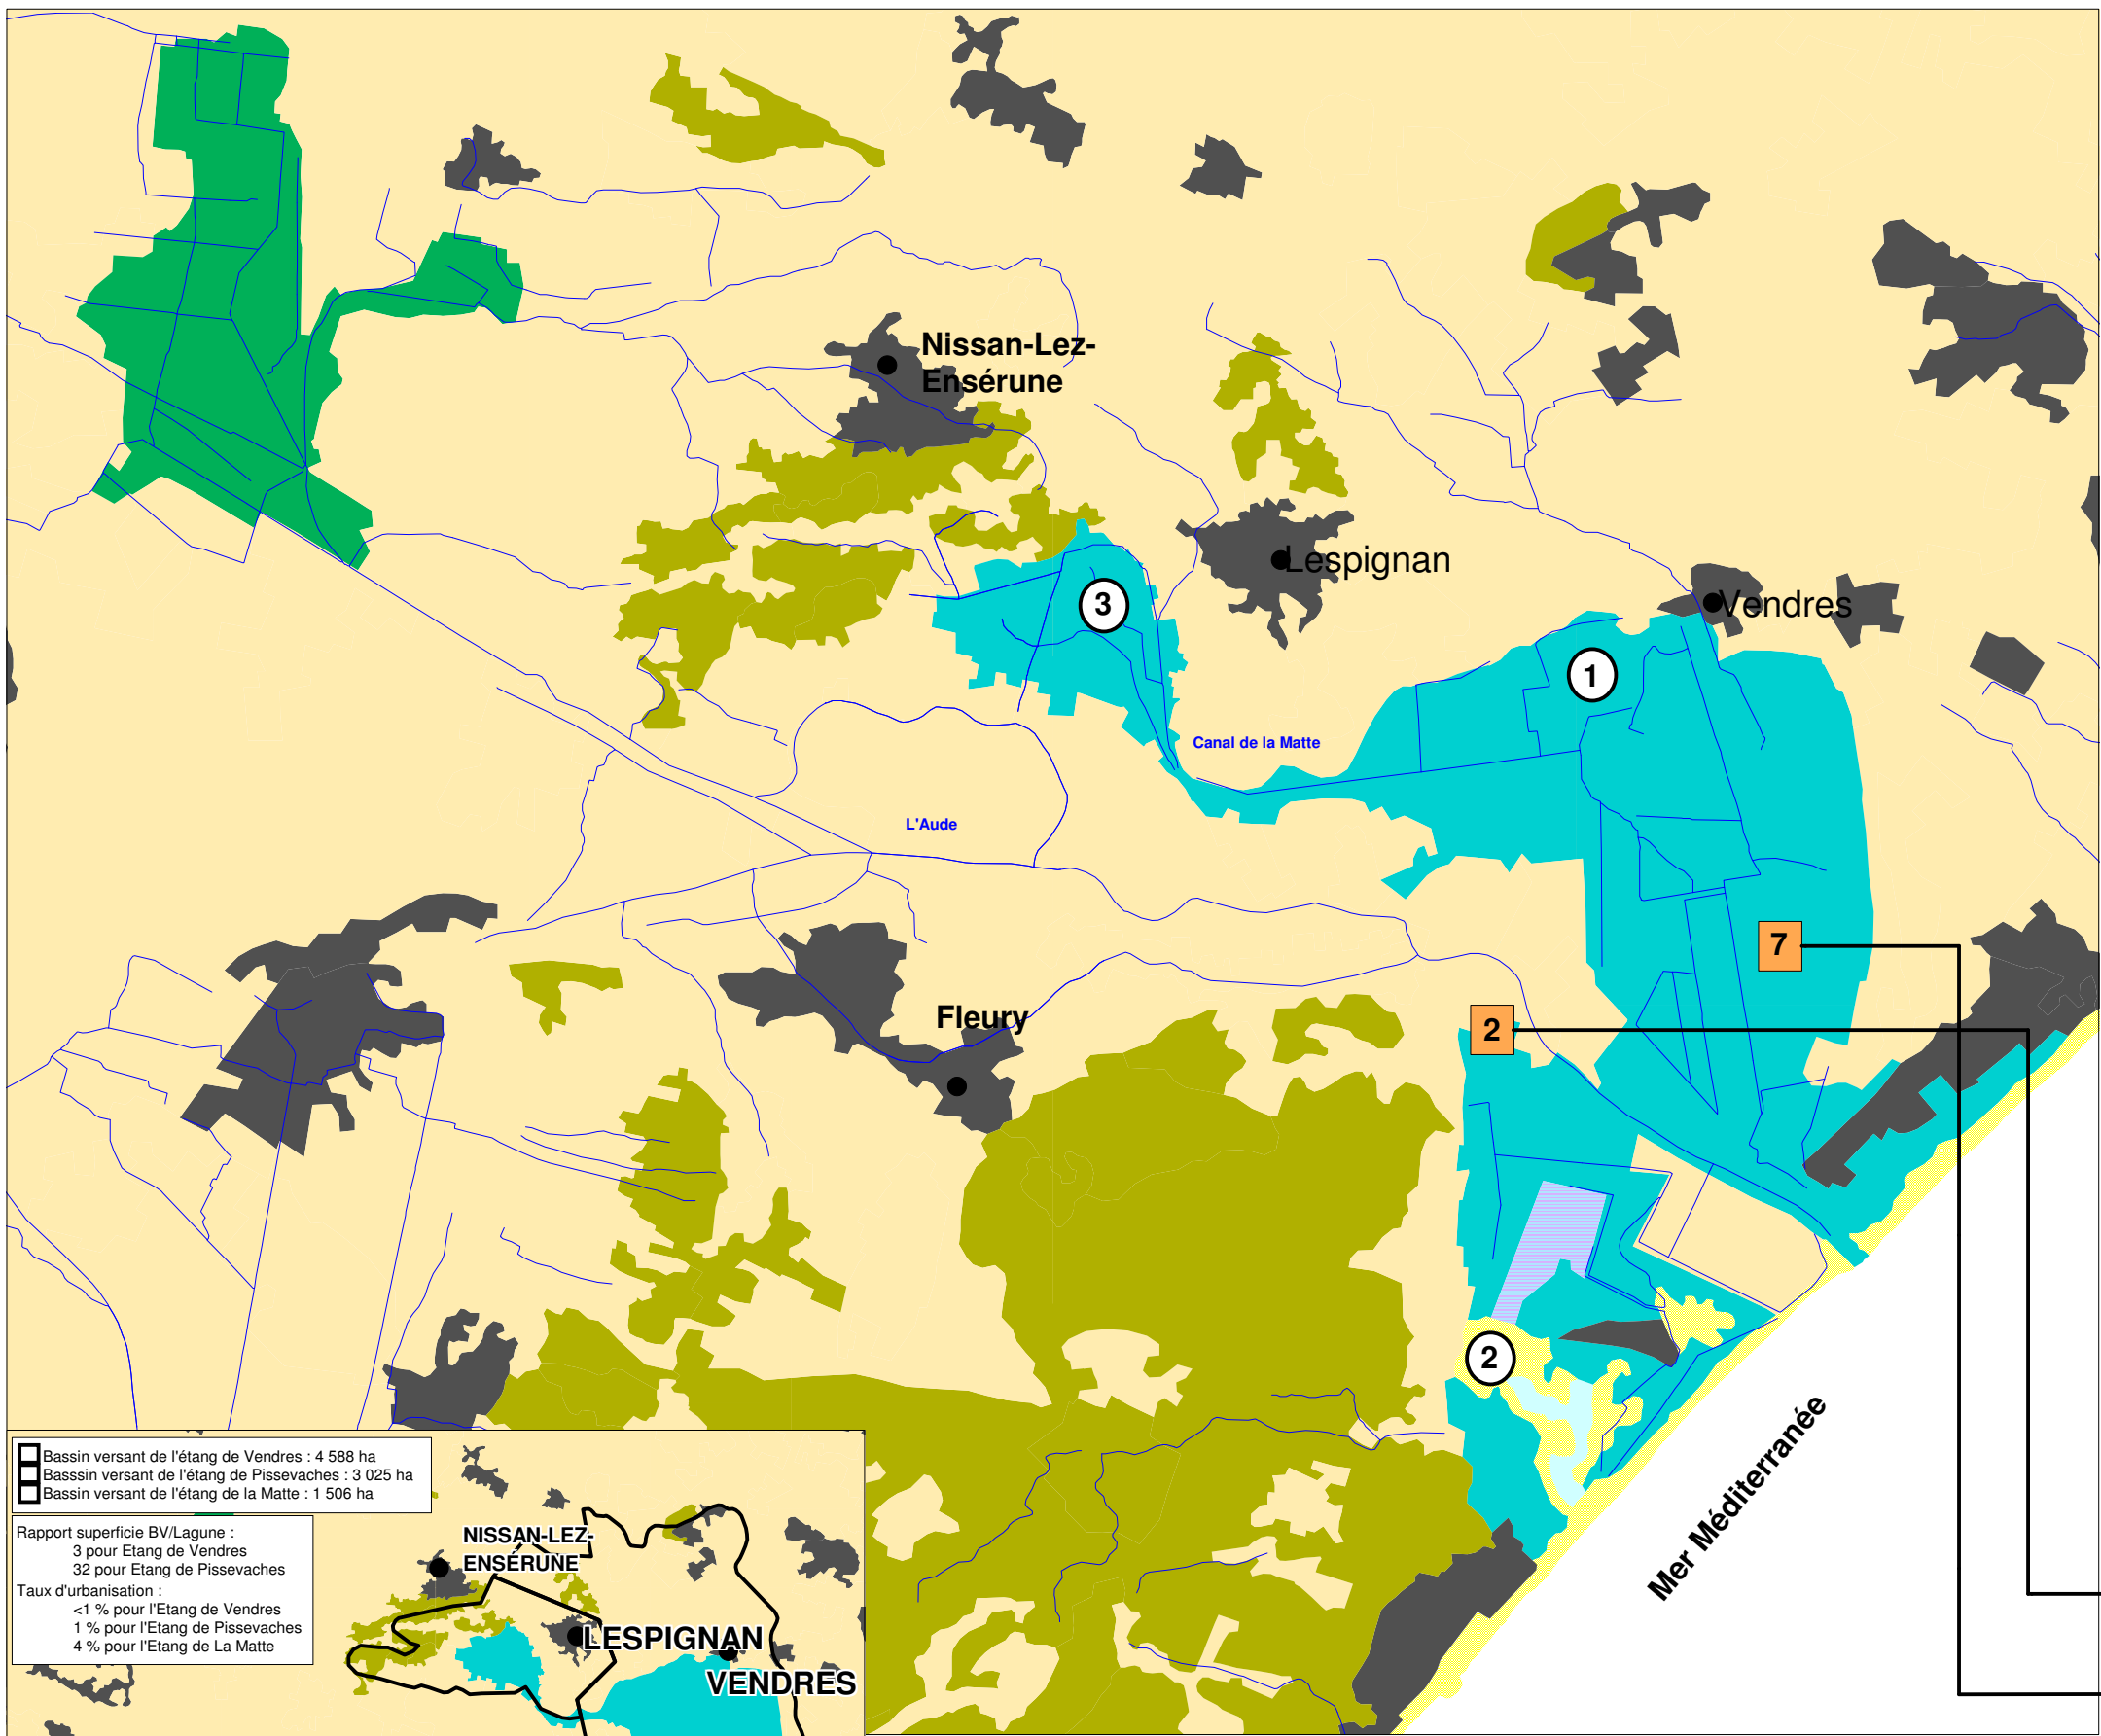 Nissan-Lez-
Ensérune
Lespignan
3
Vendres
1
Canal de la Matte
L'Aude
7
Fleury
2
2
Mer Méditerranée
Bassin versant de l'étang de Vendres : 4 588 ha
Basssin versant de l'étang de Pissevaches : 3 025 ha
Bassin versant de l'étang de la Matte : 1 506 ha
Rapport superficie BV/Lagune :
3 pour Etang de Vendres
32 pour Etang de Pissevaches
Taux d'urbanisation :
<1 % pour l'Etang de Vendres
1 % pour l'Etang de Pissevaches
4 % pour l'Etang de La Matte
NISSAN-LEZ-
ENSÉRUNE
LESPIGNAN
VENDRES